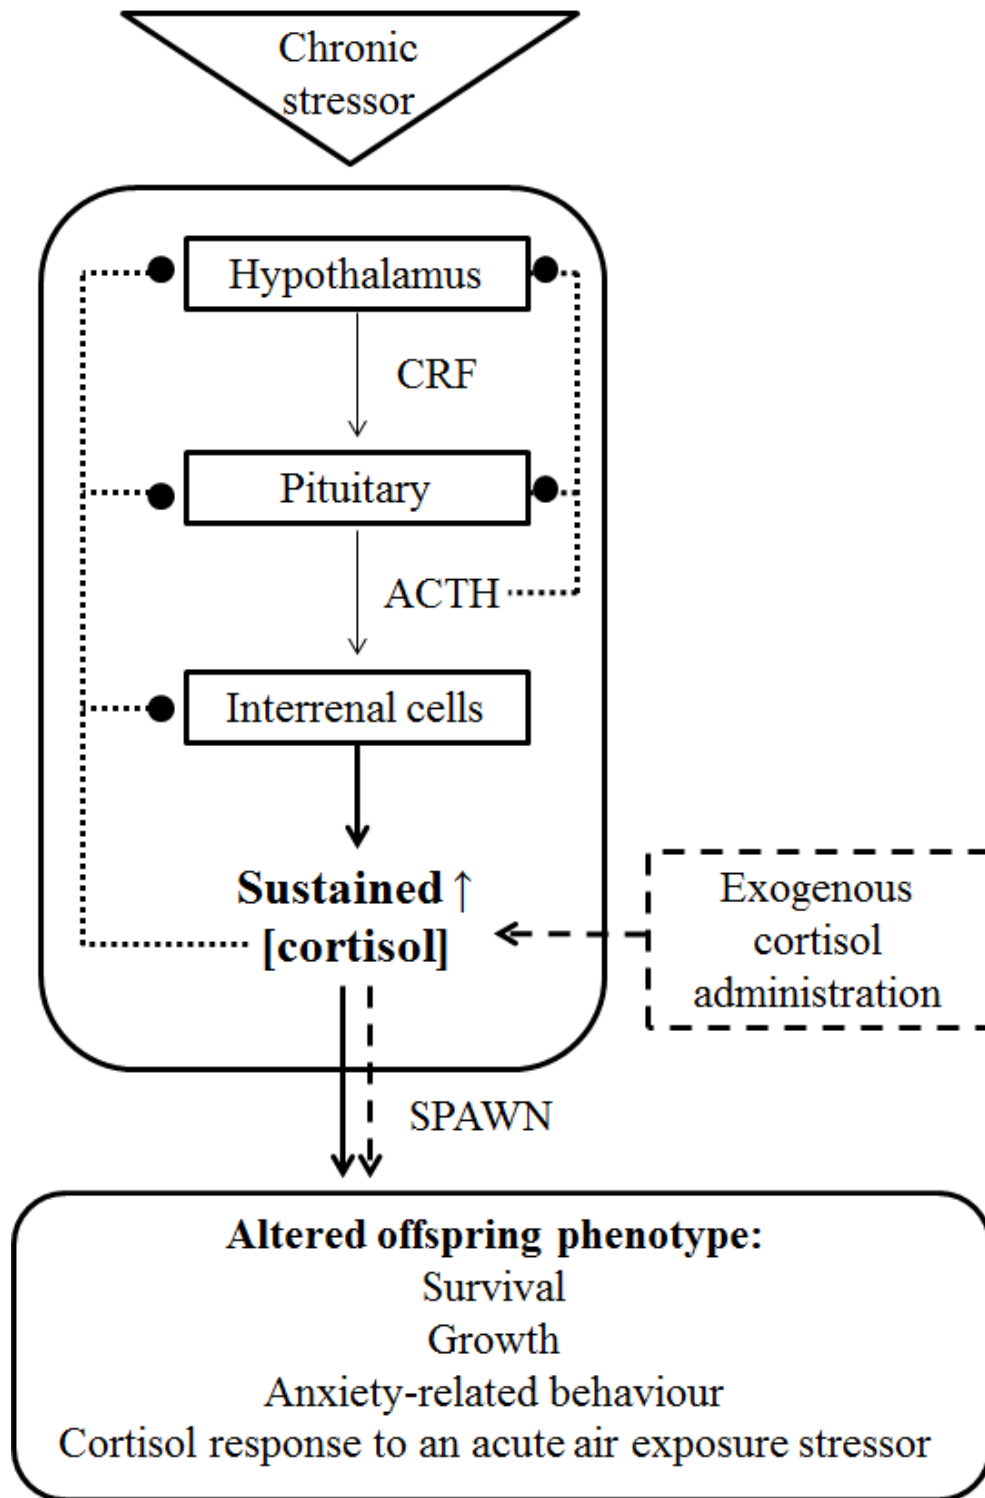 Chronic
stressor
Hypothalamus
CRF
Pituitary
ACTH
Interrenal cells
Sustained ↑
[cortisol]
Exogenous
cortisol
administration
SPAWN
Altered offspring phenotype:
Survival
Growth
Anxiety-related behaviour
Cortisol response to an acute air exposure stressor